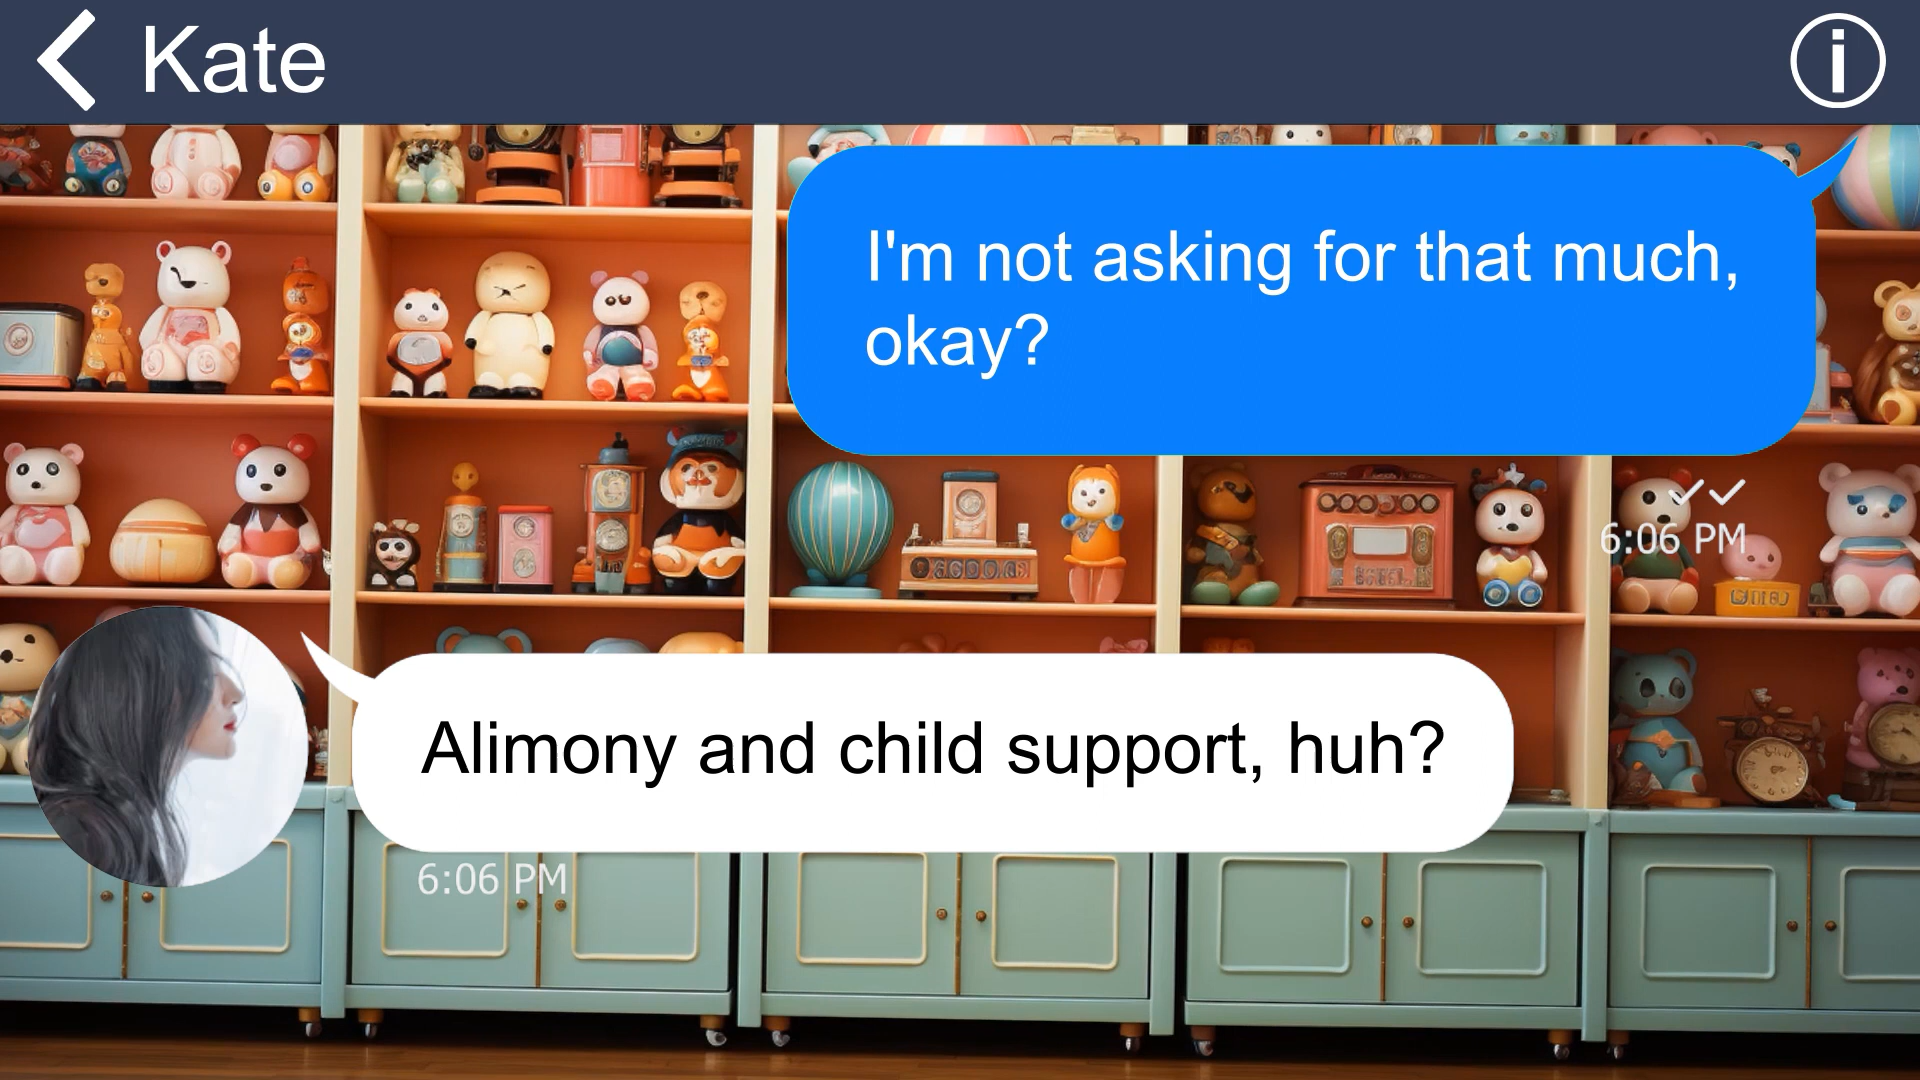 Kate
I'm not asking for that much,
okay?
6:06 PM
Alimony and child support, huh?
6:06 PM